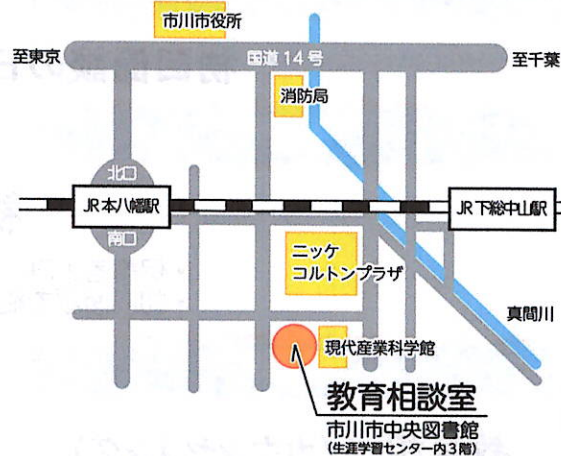 市川市役所
至東京
国道14号
至千葉
消防局
北口
JR本八幡駅
JR下総中山駅
南口
ニッケ
コルトンプラザ
真間川
現代産業科学館
教育相談室
市川市中央図書館
(生涯学習センター内3階)